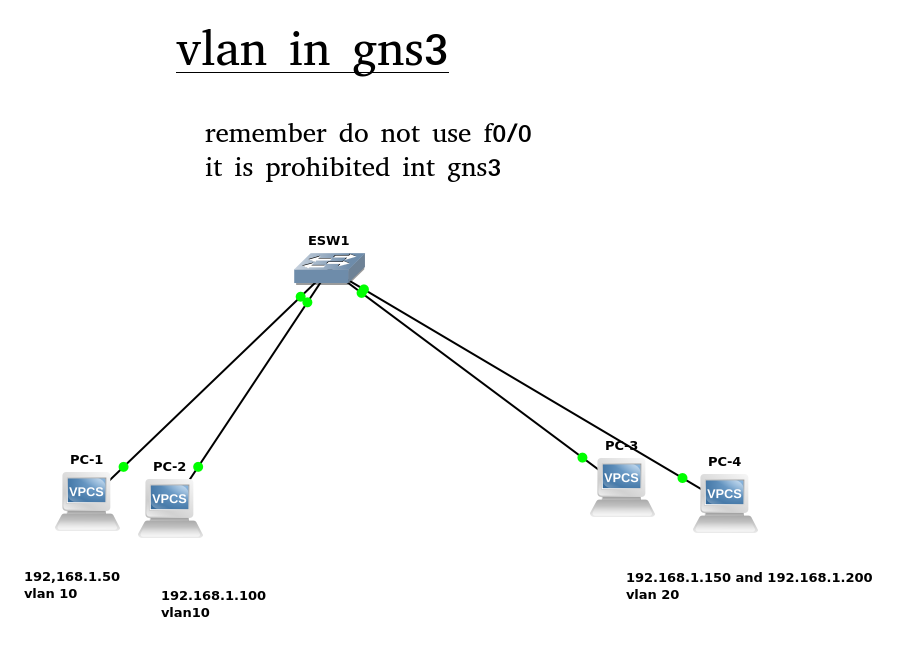 vlan in gns3
remember do not use f0/0
it is prohibited int gns3
ESW1
PC-1
VPCS
PC-2
VPCS
PC-3
VPCS
PC-4
VPCS
192,168.1.50
vlan 10
192.168.1.100
vlan10
192.168.1.150 and 192.168.1.200
vlan 20